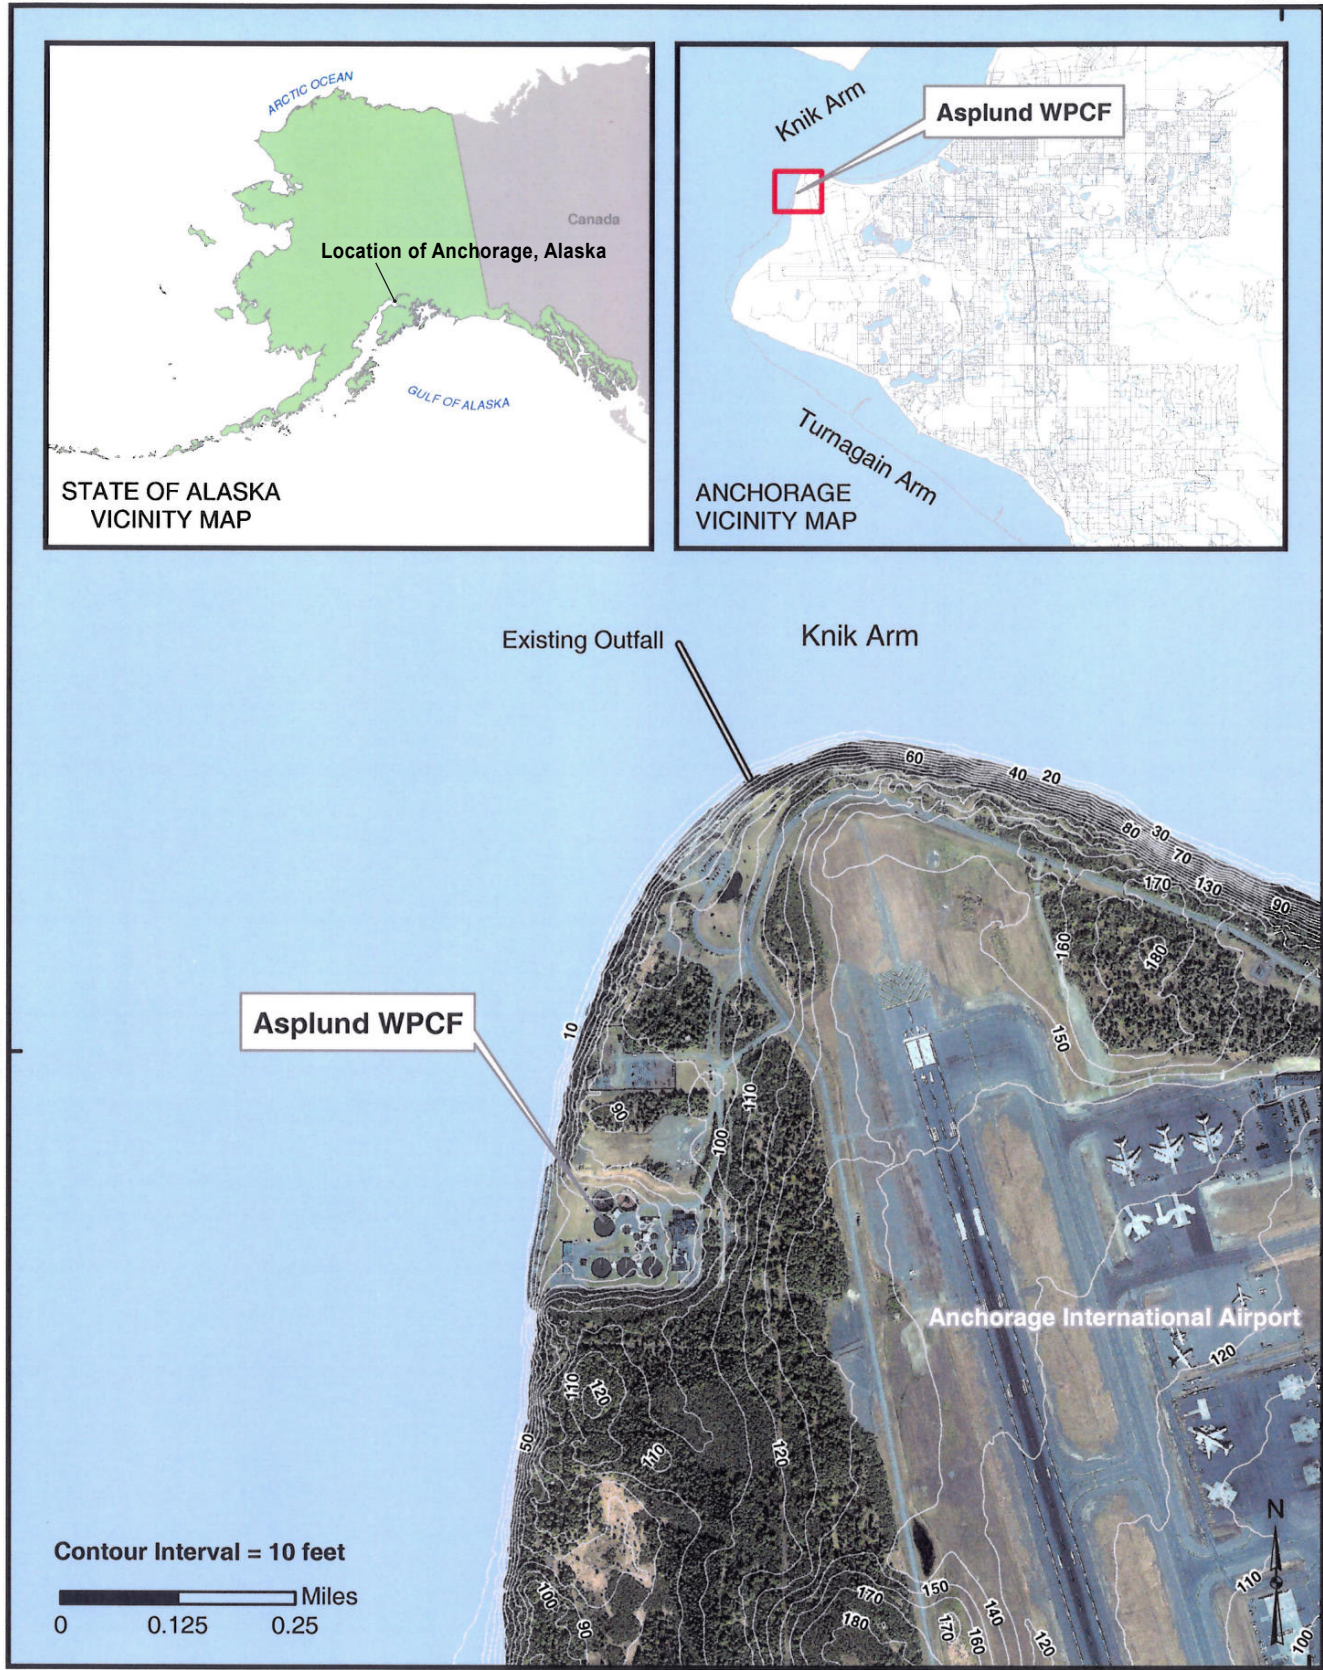 ARCTIC OCEAN
Canada
Location of Anchorage, Alaska
GULF OF ALASKA
STATE OF ALASKA
VICINITY MAP
Knik Arm
Asplund WPCF
Turnagain Arm
ANCHORAGE
VICINITY MAP
Existing Outfall
Knik Arm
60
40
20
30
80
70
170
130
90
160
180
150
10
Asplund WPCF
90
110
100
Anchorage International Airport
120
110
120
110
50
120
100
90
170
180
150
140
170
160
120
N
110
100
Contour Interval = 10 feet
Miles
0
0.125
0.25